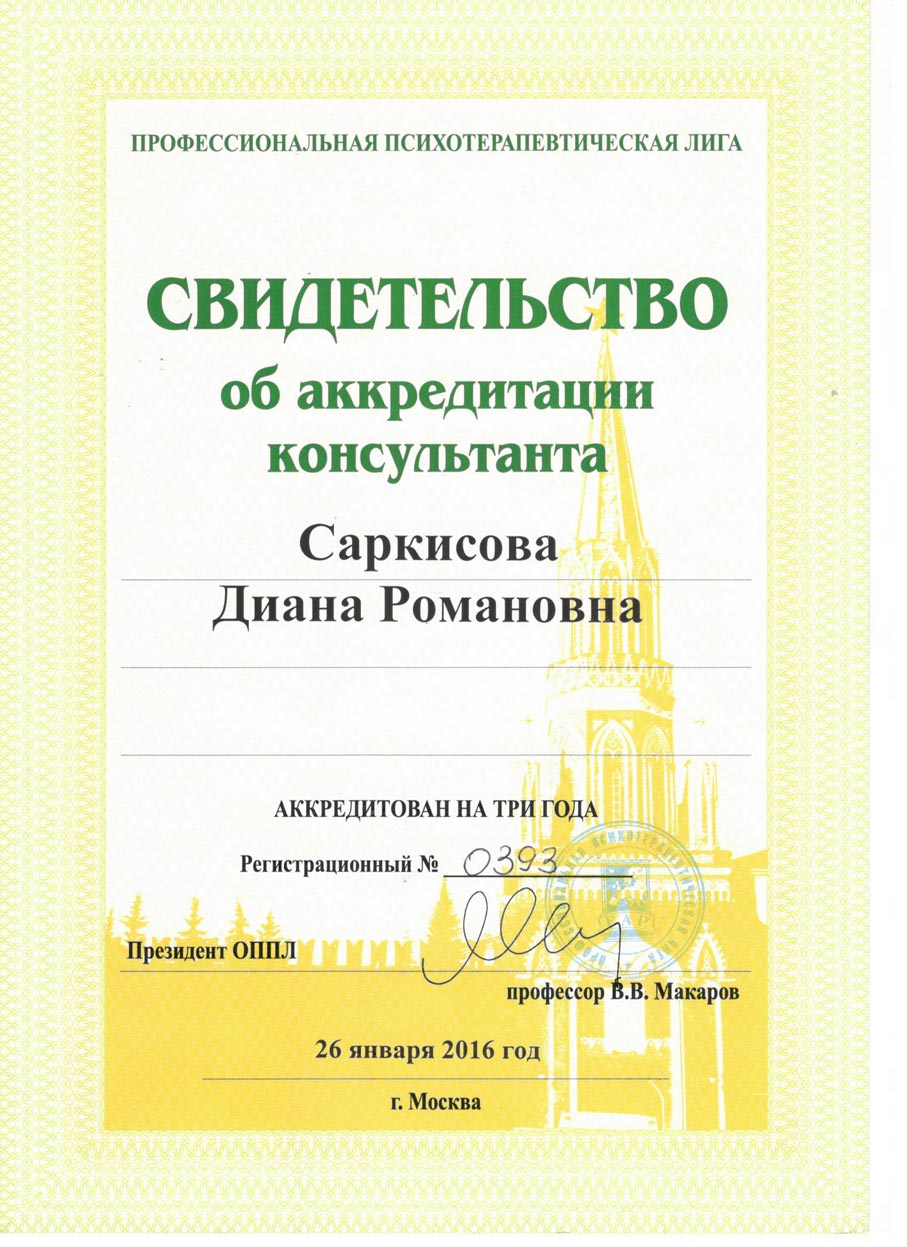 ПРОФЕССИОНАЛЬНАЯ ПСИХОТЕРАПЕВТИЧЕСКАЯ ЛИГА
СВИДЕТЕЛЬСТВО
об аккредитации
консультанта
Саркисова
Диана Романовна
АККРЕДИТОВАН НА ТРИ ГОДА
Регистрационный № 0393
Президент ОППЛ
профессор В.В. Макаров
26 января 2016 год
г. Москва